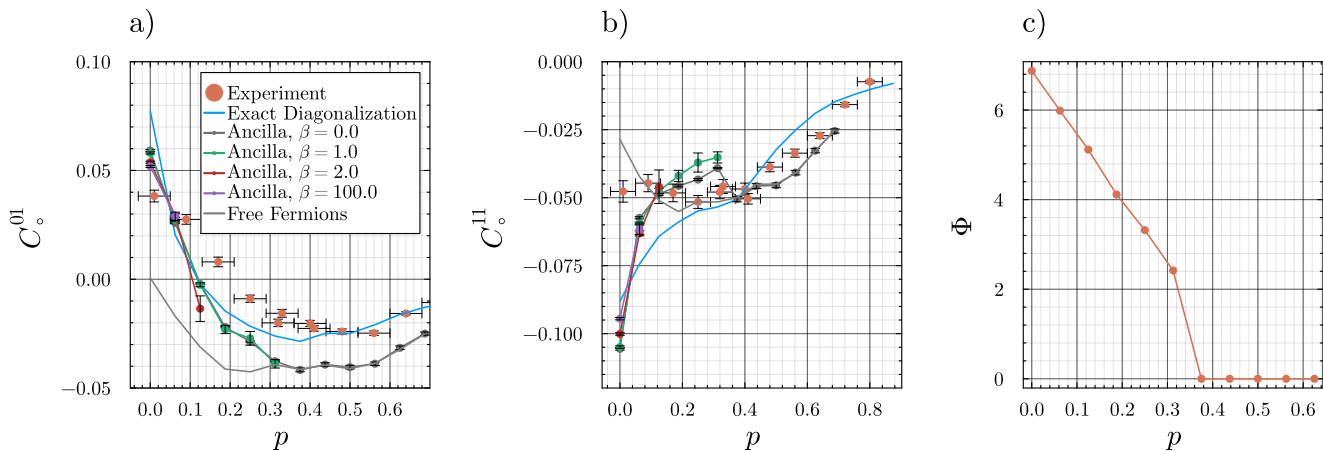 a)
b)
c)
0.10
0.05
0.00
−0.05
C∘^01
Experiment
Exact Diagonalization
Ancilla, β = 0.0
Ancilla, β = 1.0
Ancilla, β = 2.0
Ancilla, β = 100.0
Free Fermions
0.0 0.1 0.2 0.3 0.4 0.5 0.6
p
0.000
−0.025
−0.050
−0.075
−0.100
C∘^11
0.0 0.2 0.4 0.6 0.8
p
6
4
2
0
Φ
0.0 0.1 0.2 0.3 0.4 0.5 0.6
p